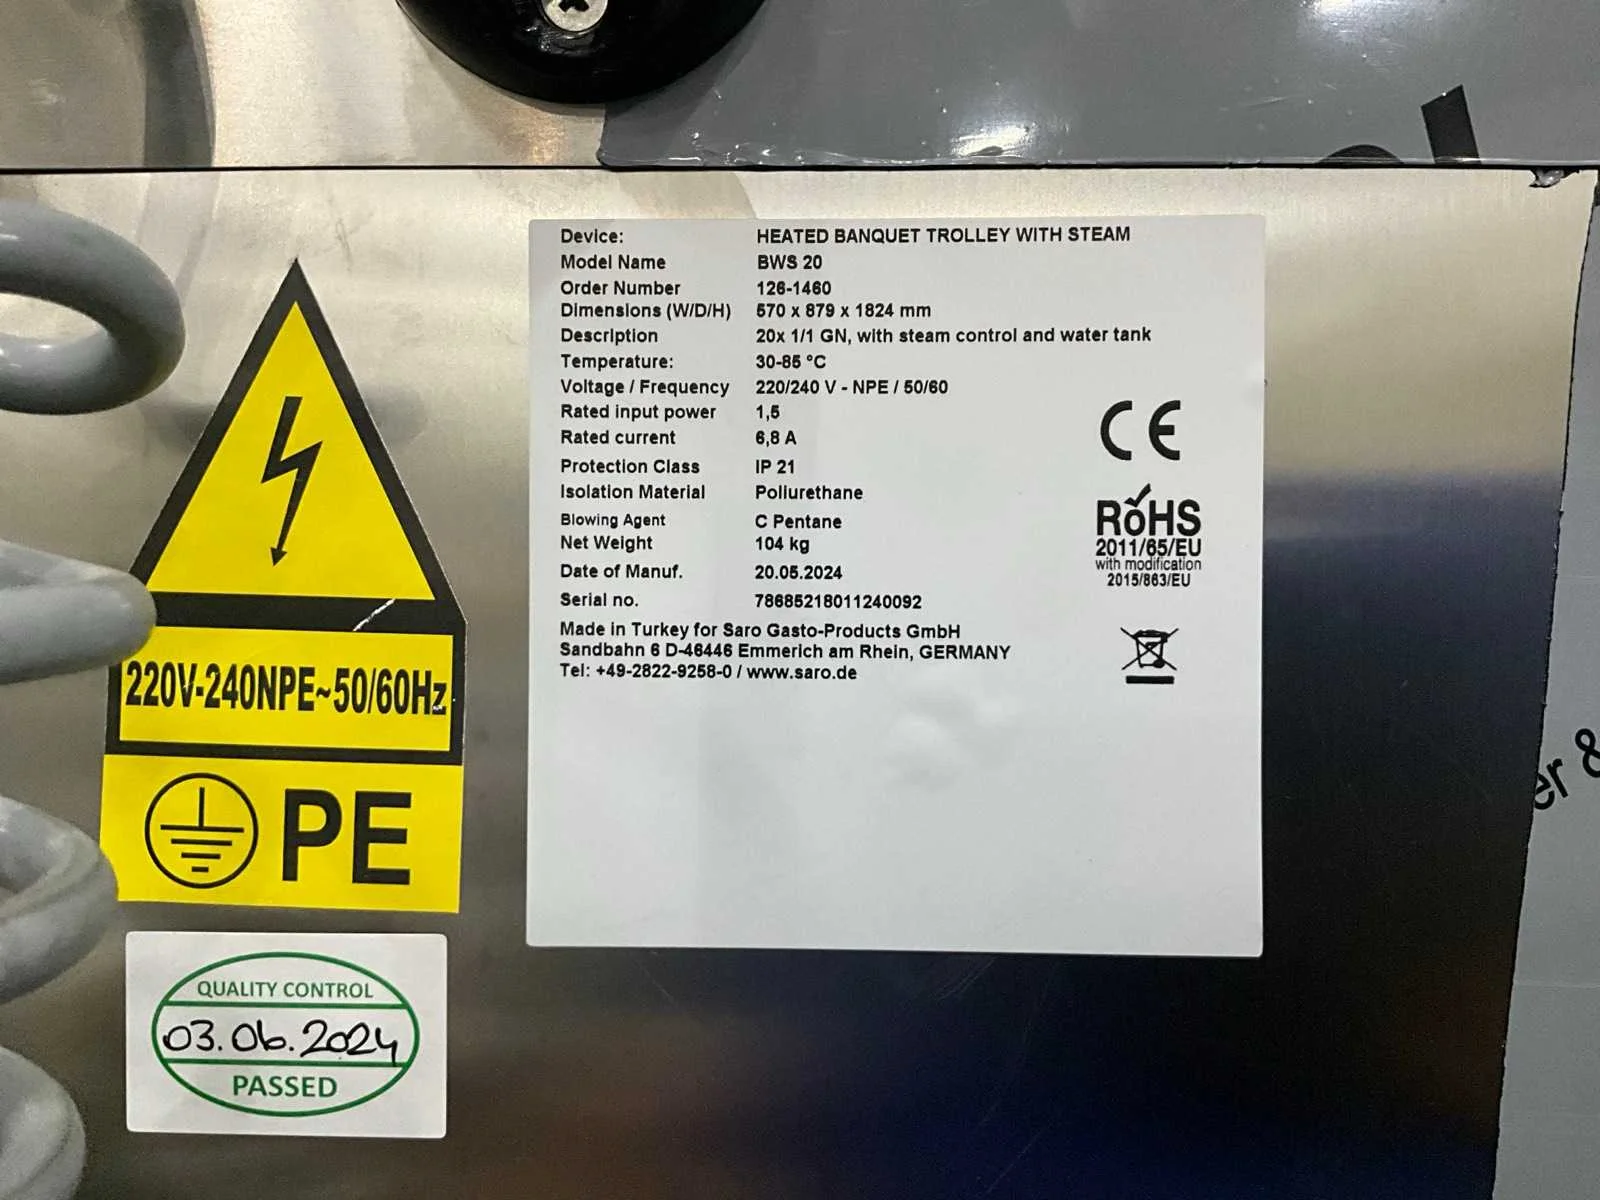 Device: HEATED BANQUET TROLLEY WITH STEAM
Model Name BWS 20
Order Number 126-1460
Dimensions (W/D/H) 570 x 879 x 1824 mm
Description 20x 1/1 GN, with steam control and water tank
Temperature: 30-85 °C
Voltage / Frequency 220/240 V - NPE / 50/60
Rated input power 1,5
Rated current 6,8 A
Protection Class IP 21
Isolation Material Poliurethane
Blowing Agent C Pentane
Net Weight 104 kg
Date of Manuf. 20.05.2024
Serial no. 78685218011240092
Made in Turkey for Saro Gasto-Products GmbH
Sandbahn 6 D-46446 Emmerich am Rhein, GERMANY
Tel: +49-2822-9258-0 / www.saro.de
CE
RoHS
2011/65/EU
with modification
2015/863/EU
220V-240NPE~50/60Hz
PE
QUALITY CONTROL
03.06.2024
PASSED
er &